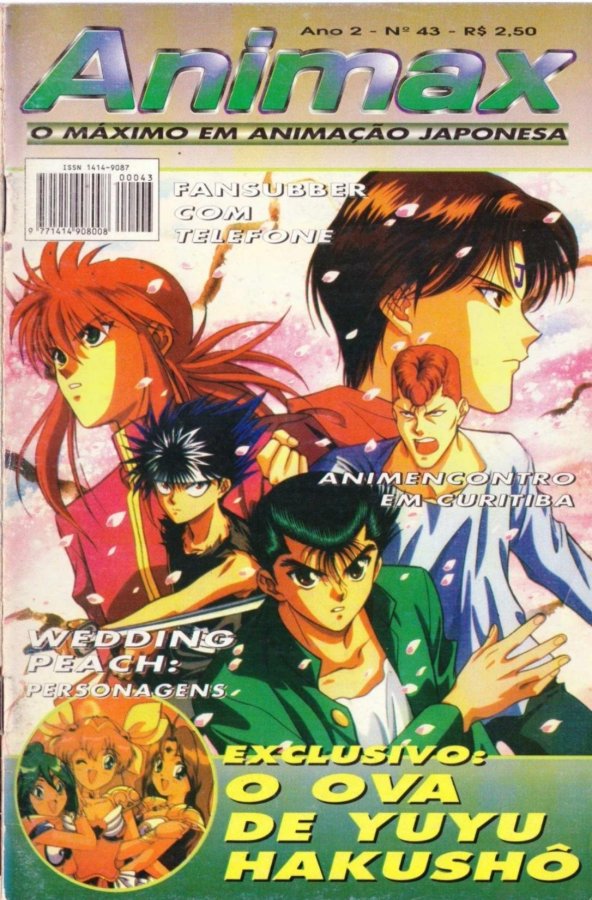 Ano 2 - Nº 43 - R$ 2,50
Animax
O MÁXIMO EM ANIMAÇÃO JAPONESA
ISSN 1414-9087
00043
9 771414 908008
FANSUBBER
COM
TELEFONE
J
ANIMENCONTRO
EM CURITIBA
WEDDING
PEACH:
PERSONAGENS
EXCLUSIVO:
O OVA
DE YUYU
HAKUSHÔ